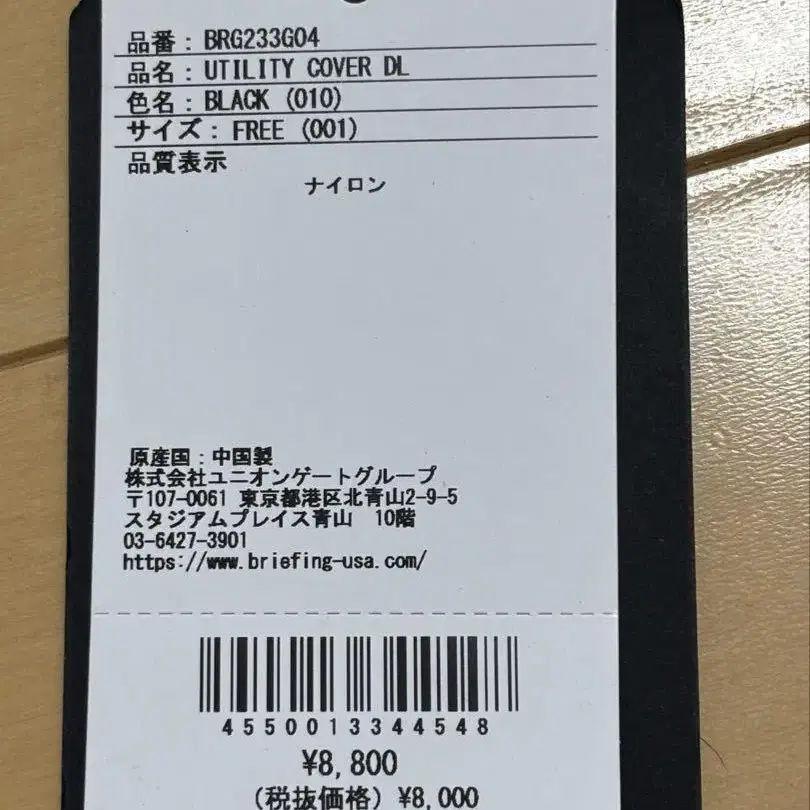 品番：BRG233G04
品名：UTILITY COVER DL
色名：BLACK (010)
サイズ：FREE (001)
品質表示
ナイロン
原産国：中国製
株式会社ユニオンゲートグループ
〒107-0061 東京都港区北青山2-9-5
スタジアムプレイス青山　10階
03-6427-3901
https://www.briefing-usa.com/
4550013344548
¥8,800
(税抜価格) ¥8,000